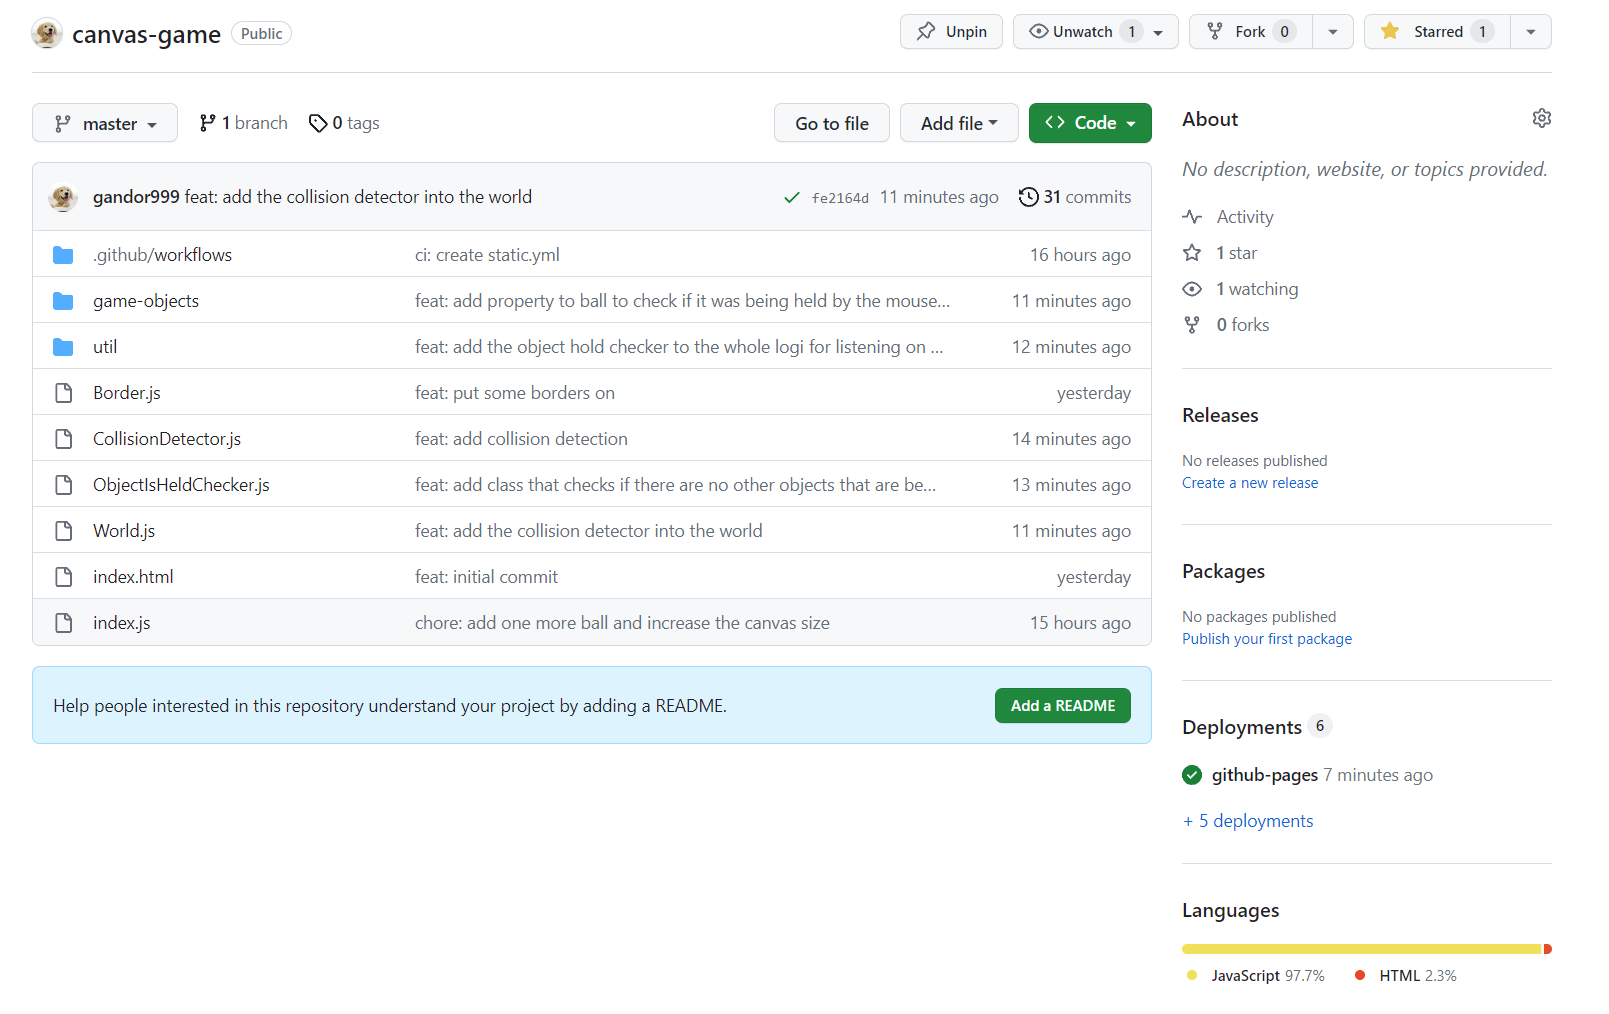 canvas-game Public Unpin Unwatch 1 Fork 0 Starred 1
master 1 branch 0 tags Go to file Add file Code
gandor999 feat: add the collision detector into the world fe2164d 11 minutes ago 31 commits
.github/workflows ci: create static.yml 16 hours ago
game-objects feat: add property to ball to check if it was being held by the mouse... 11 minutes ago
util feat: add the object hold checker to the whole logi for listening on ... 12 minutes ago
Border.js feat: put some borders on yesterday
CollisionDetector.js feat: add collision detection 14 minutes ago
ObjectIsHeldChecker.js feat: add class that checks if there are no other objects that are be... 13 minutes ago
World.js feat: add the collision detector into the world 11 minutes ago
index.html feat: initial commit yesterday
index.js chore: add one more ball and increase the canvas size 15 hours ago
Help people interested in this repository understand your project by adding a README. Add a README
About
No description, website, or topics provided.
Activity
1 star
1 watching
0 forks
Releases
No releases published
Create a new release
Packages
No packages published
Publish your first package
Deployments 6
github-pages 7 minutes ago
+ 5 deployments
Languages
JavaScript 97.7% HTML 2.3%